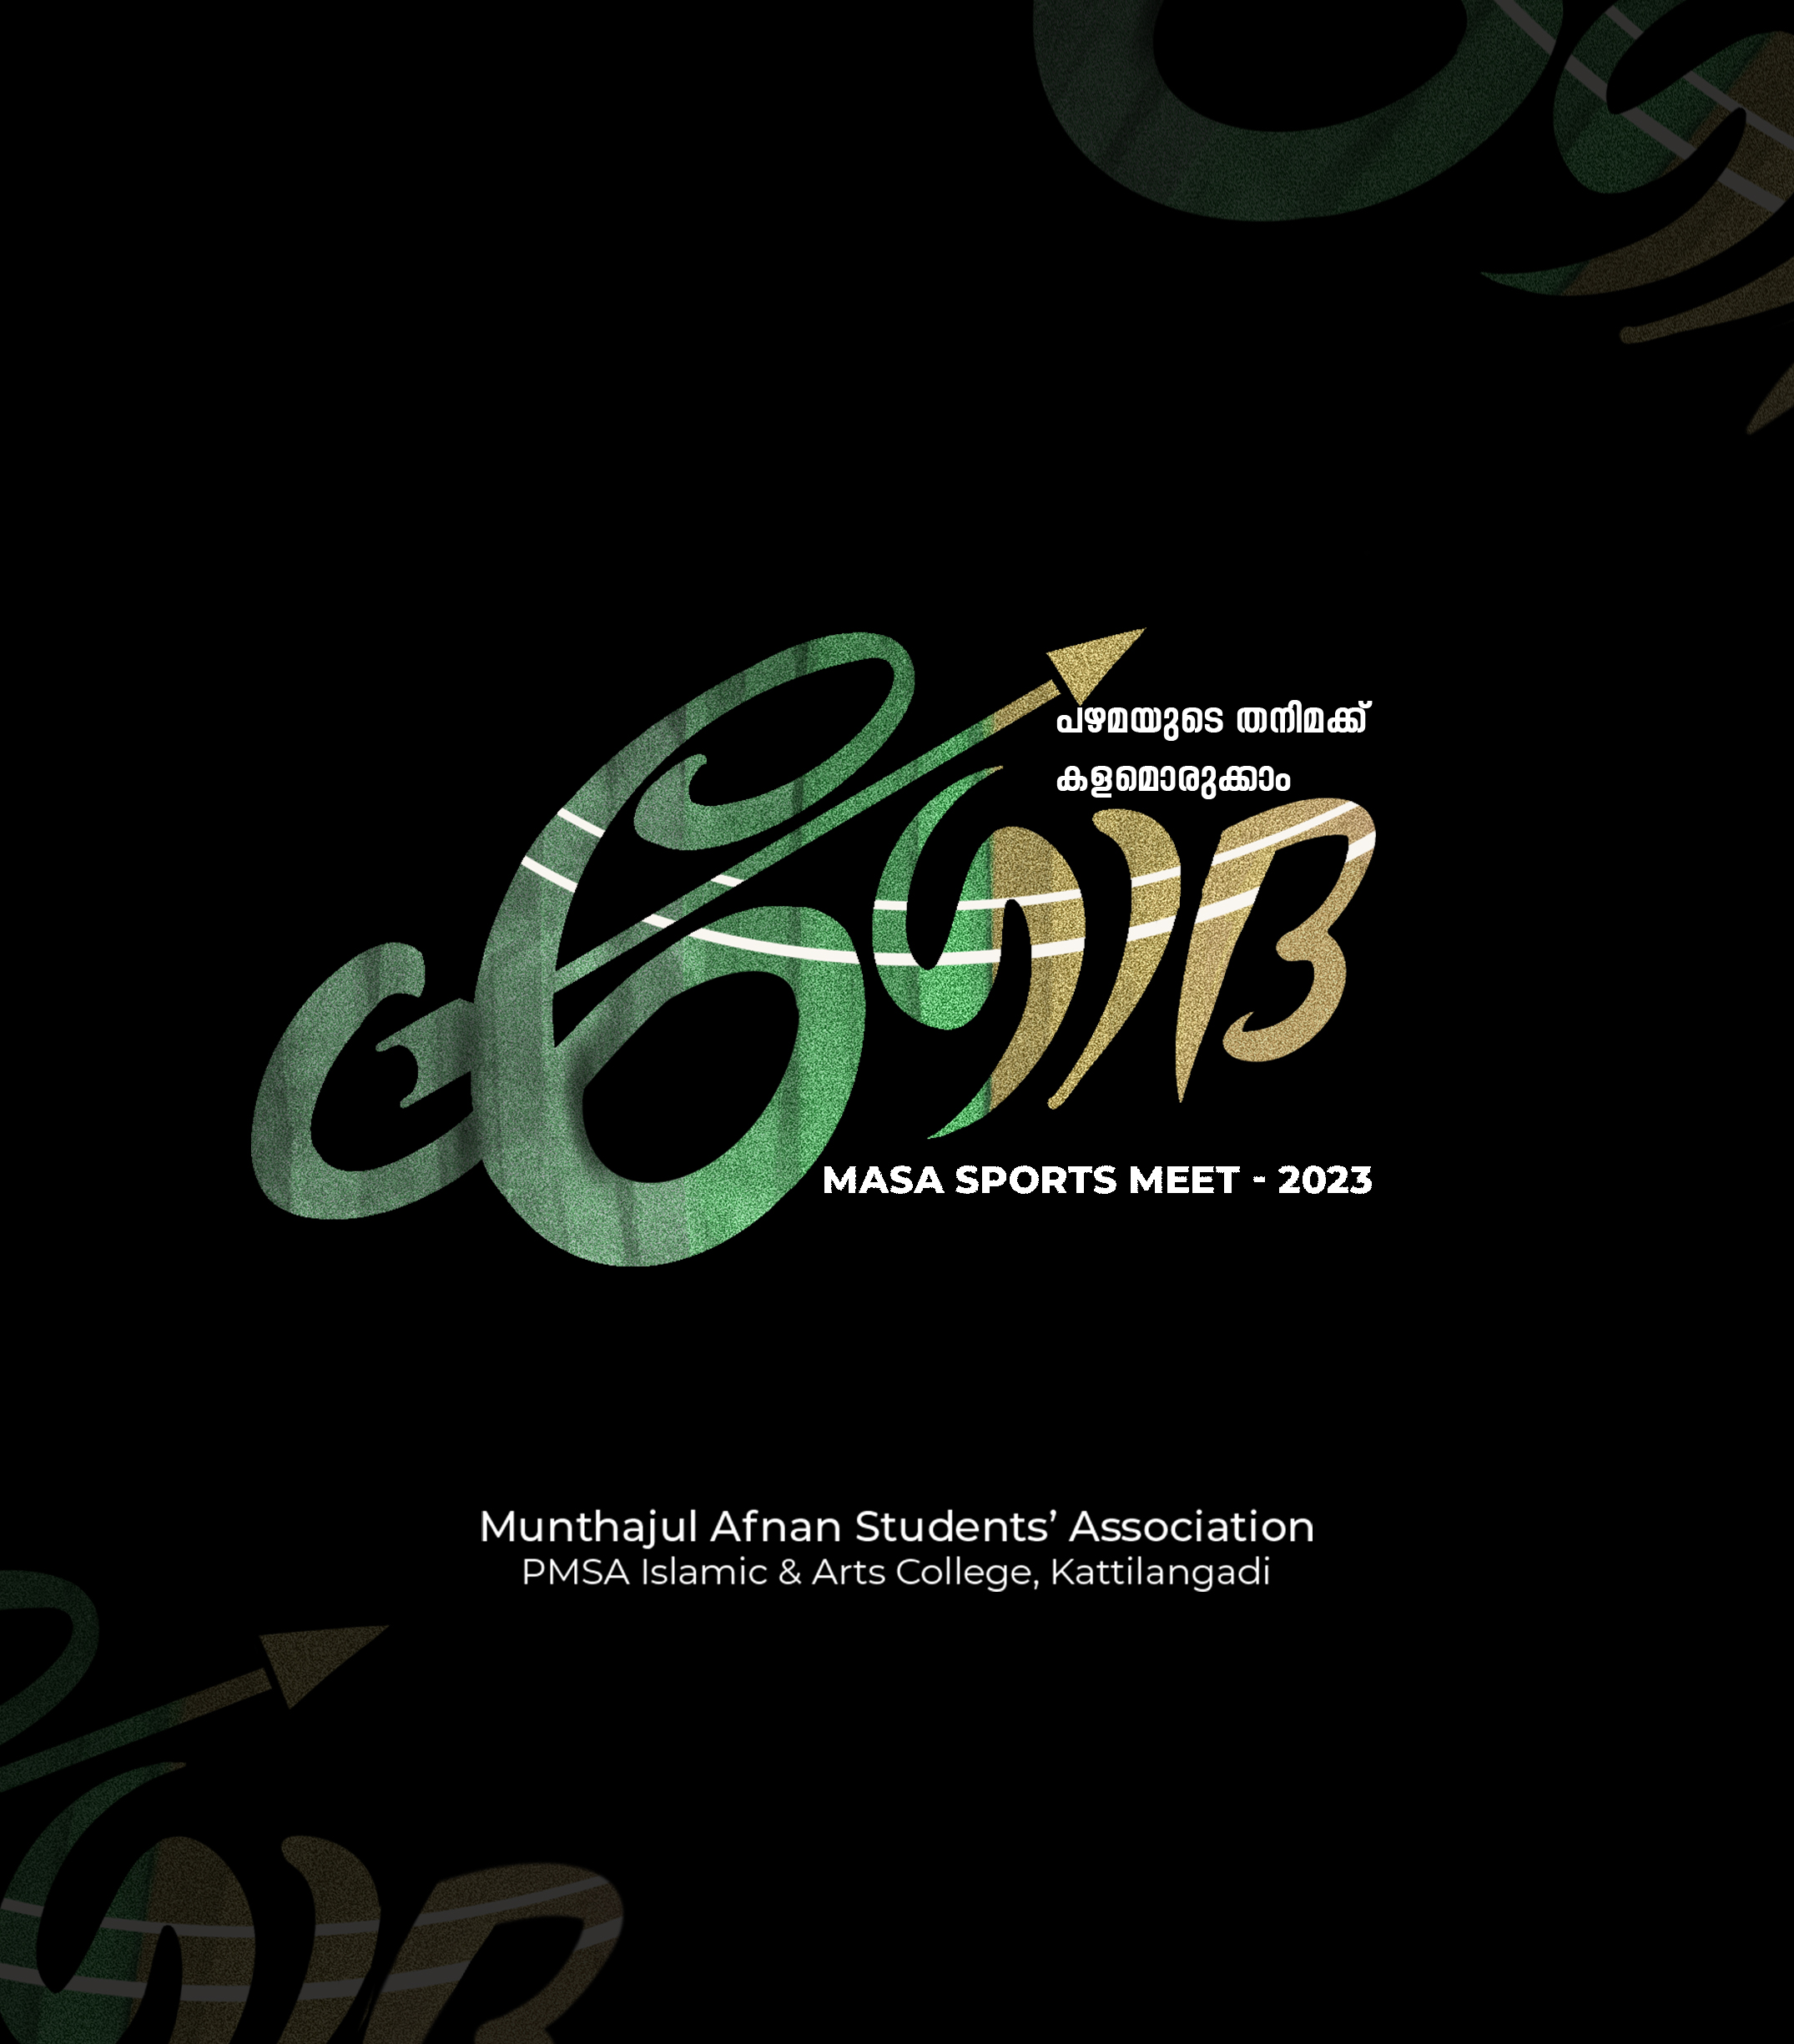 പഴമയുടെ തനിമക്ക്
കളമൊരുക്കാം
MASA SPORTS MEET - 2023
Munthajul Afnan Students’ Association
PMSA Islamic & Arts College, Kattilangadi